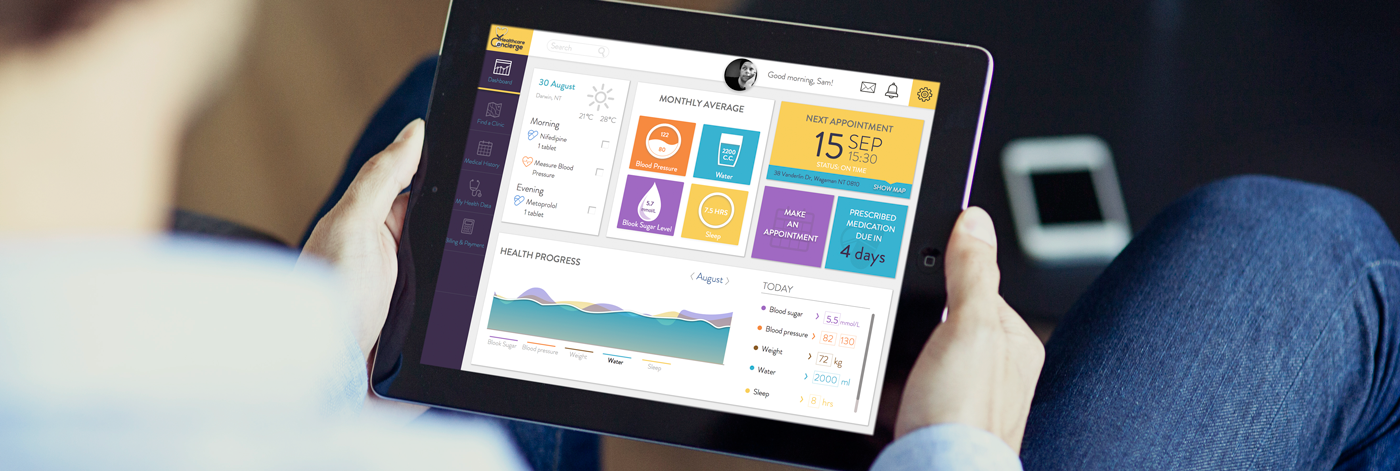 Healthcare
Concierge
Search
Good morning, Sam!
Dashboard
Find a Clinic
Medical History
My Health Data
Billing & Payment
30 August
Darwin, NT
21°C 28°C
Morning
Nifedipine
1 tablet
Measure Blood
Pressure
Evening
Metoprolol
1 tablet
MONTHLY AVERAGE
122
80
Blood Pressure
2200
C.C.
Water
5.7
mmol/L
Blook Sugar Level
7.5 HRS
Sleep
NEXT APPOINTMENT
15 SEP
15:30
STATUS: ON TIME
38 Vanderlin Dr, Wagaman NT 0810
SHOW MAP
MAKE
AN
APPOINTMENT
PRESCRIBED
MEDICATION
DUE IN
4 days
HEALTH PROGRESS
August
Blook Sugar
Blood pressure
Weight
Water
Sleep
TODAY
Blood sugar 5.5 mmol/L
Blood pressure 82 130
Weight 72 kg
Water 2000 ml
Sleep 8 hrs